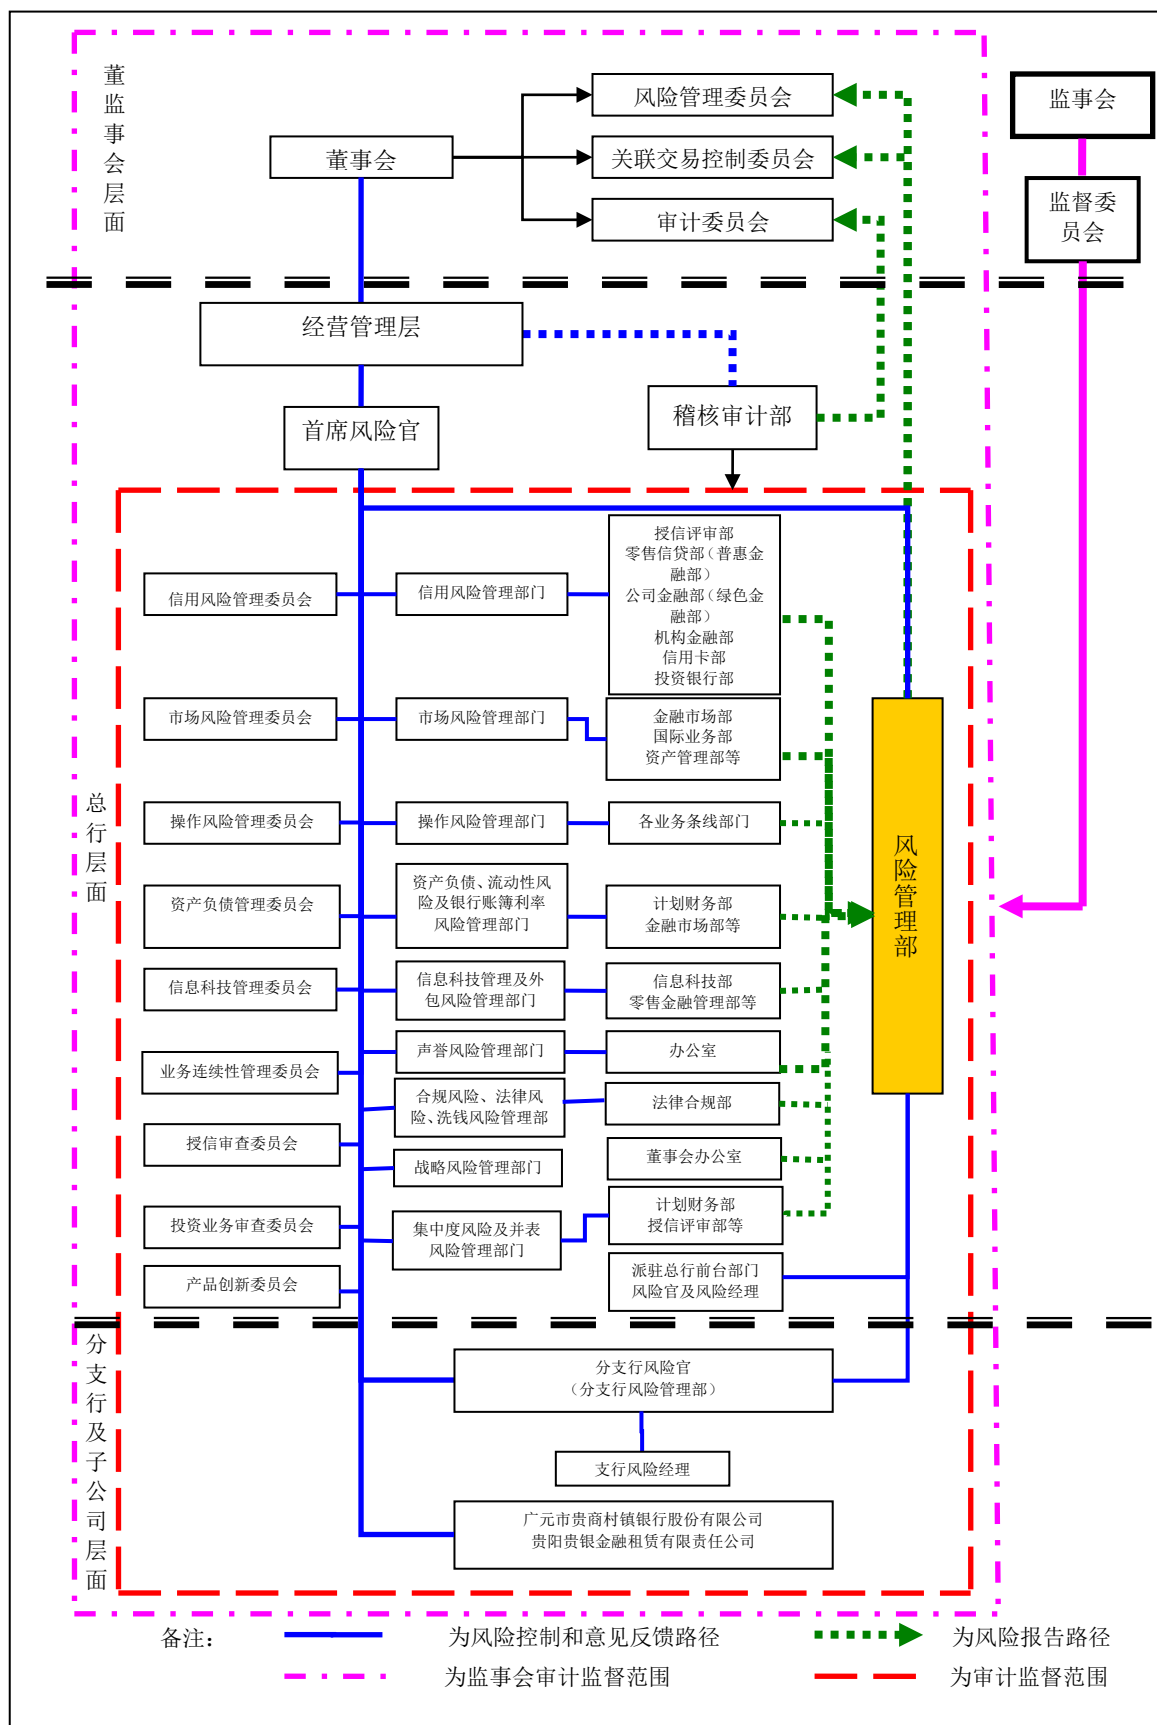 董监事会层面
风险管理委员会
监事会
董事会
关联交易控制委员会
审计委员会
监督委
员会
经营管理层
首席风险官
稽核审计部
总行层面
信用风险管理委员会
信用风险管理部门
授信评审部
零售信贷部（普惠金
融部）
公司金融部（绿色金
融部）
机构金融部
信用卡部
投资银行部
市场风险管理委员会
市场风险管理部门
金融市场部
国际业务部
资产管理部等
操作风险管理委员会
操作风险管理部门
各业务条线部门
风险管理部
资产负债管理委员会
资产负债、流动性风
险及银行账簿利率
风险管理部门
计划财务部
金融市场部等
信息科技管理委员会
信息科技管理及外
包风险管理部门
信息科技部
零售金融管理部等
业务连续性管理委员会
声誉风险管理部门
办公室
合规风险、法律风
险、洗钱风险管理部
法律合规部
授信审查委员会
战略风险管理部门
董事会办公室
投资业务审查委员会
集中度风险及并表
风险管理部门
计划财务部
授信评审部等
产品创新委员会
派驻总行前台部门
风险官及风险经理
分支行及子公司层面
分支行风险官
（分支行风险管理部）
支行风险经理
广元市贵商村镇银行股份有限公司
贵阳贵银金融租赁有限责任公司
备注：
为风险控制和意见反馈路径
为风险报告路径
为监事会审计监督范围
为审计监督范围